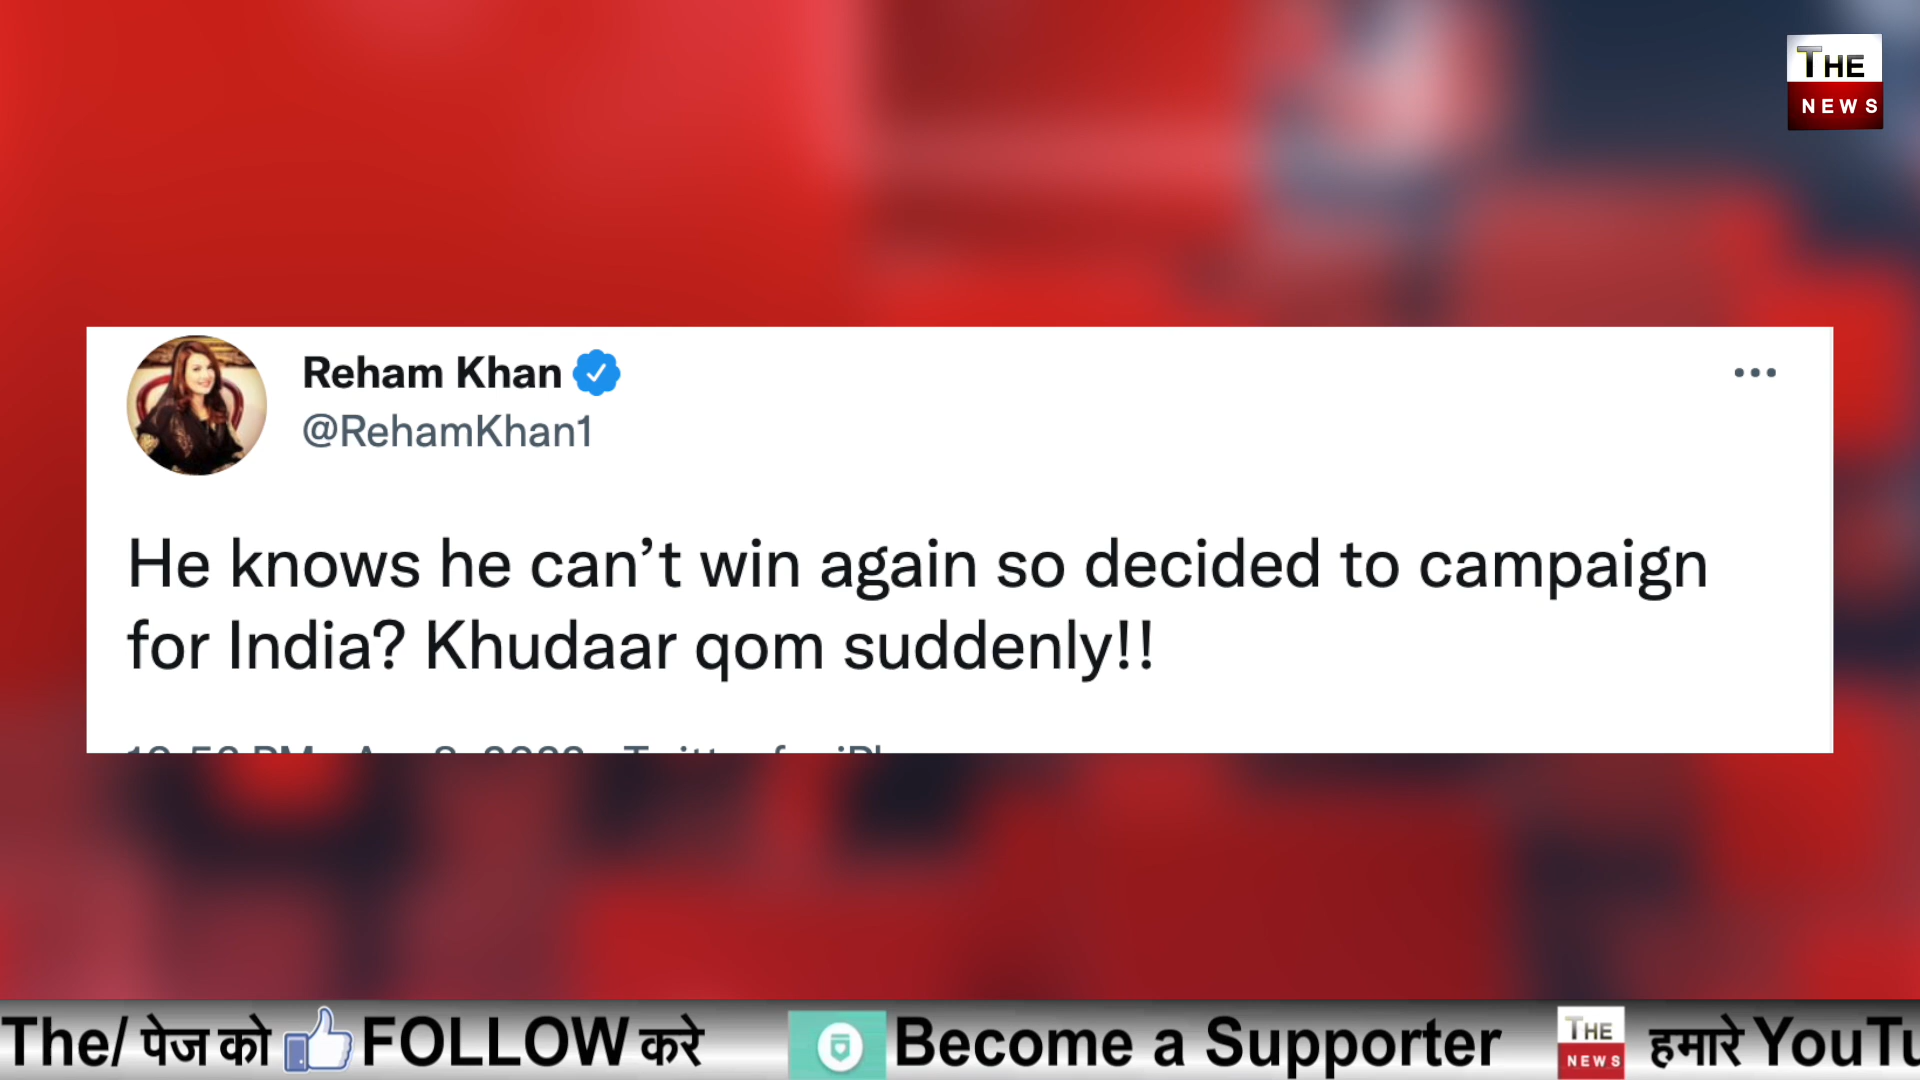 THE
NEWS
Reham Khan
@RehamKhan1
He knows he can’t win again so decided to campaign
for India? Khudaar qom suddenly!!
The/ पेज को FOLLOW करे Become a Supporter THE NEWS हमारे YouTu